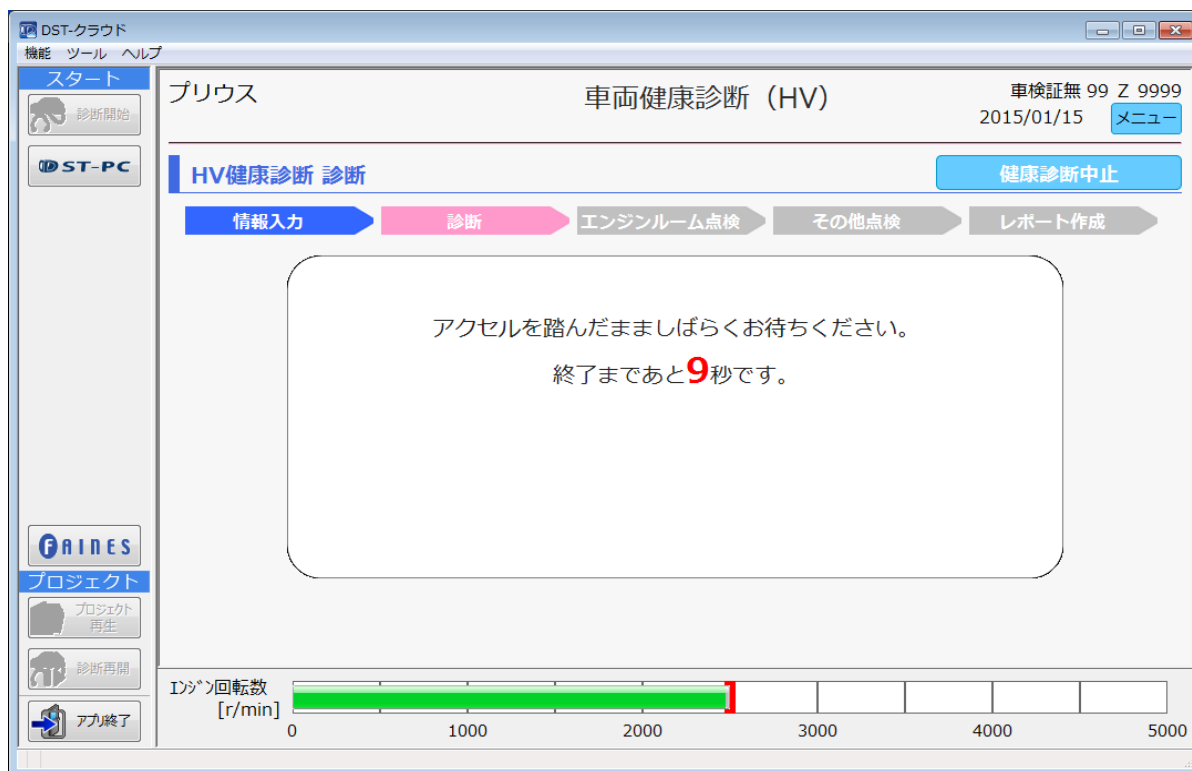 DST-クラウド
機能 ツール ヘルプ
スタート
診断開始
DST-PC
プリウス
車両健康診断（HV）
車検証無 99 Z 9999
2015/01/15
メニュー
HV健康診断 診断
健康診断中止
情報入力
診断
エンジンルーム点検
その他点検
レポート作成
アクセルを踏んだまましばらくお待ちください。
終了まであと9秒です。
FAINES
プロジェクト
プロジェクト
再生
診断再開
アプリ終了
エンジン回転数
[r/min]
0 1000 2000 3000 4000 5000